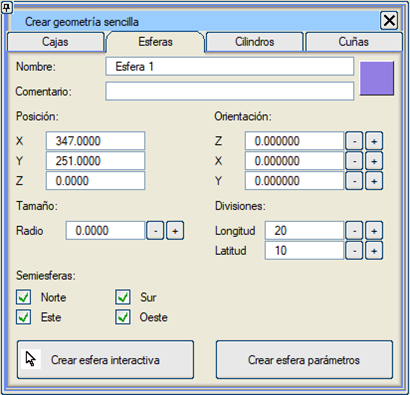 Crear geometría sencilla
Cajas Esferas Cilindros Cuñas
Nombre: Esfera 1
Comentario:
Posición: Orientación:
X 347.0000 Z 0.000000 - +
Y 251.0000 X 0.000000 - +
Z 0.0000 Y 0.000000 - +
Tamaño: Divisiones:
Radio 0.0000 - + Longitud 20 - +
Latitud 10 - +
Semiesferas:
Norte Sur
Este Oeste
Crear esfera interactiva Crear esfera parámetros